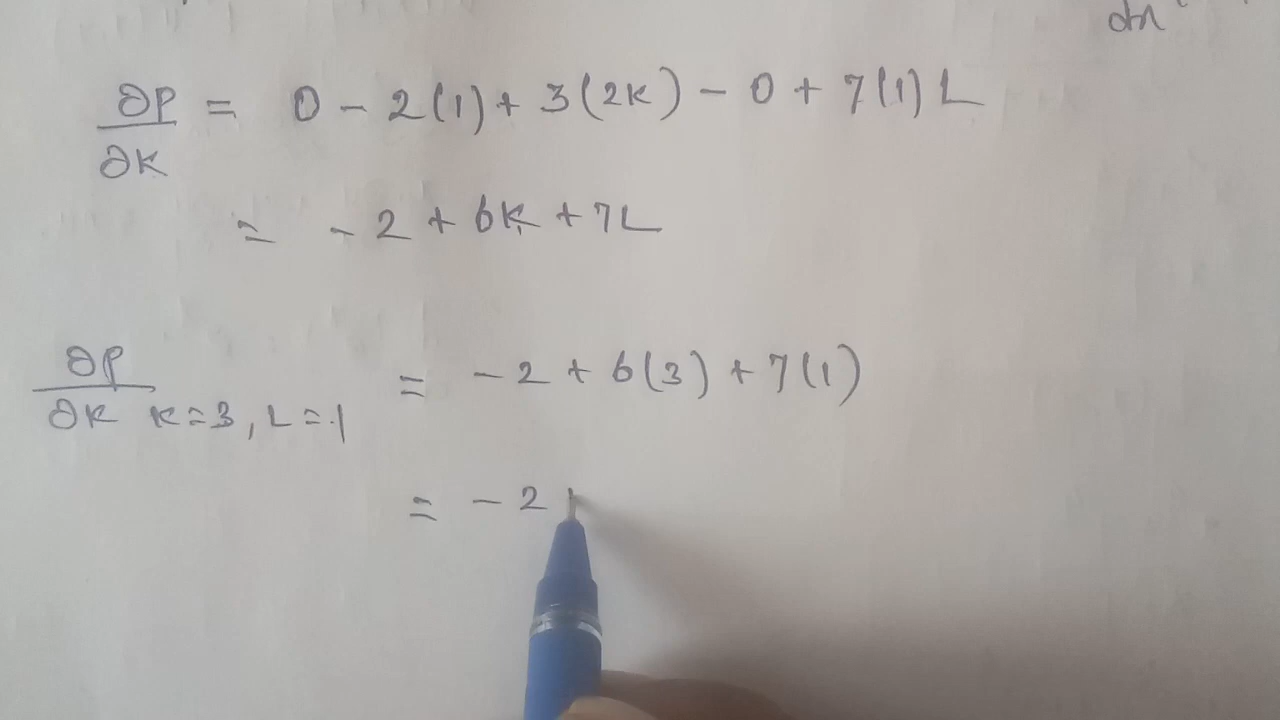 dx
∂P/∂K = 0 - 2(1) + 3(2K) - 0 + 7(1)L
= -2 + 6K + 7L
∂P/∂K K=3, L=1 = -2 + 6(3) + 7(1)
= -2